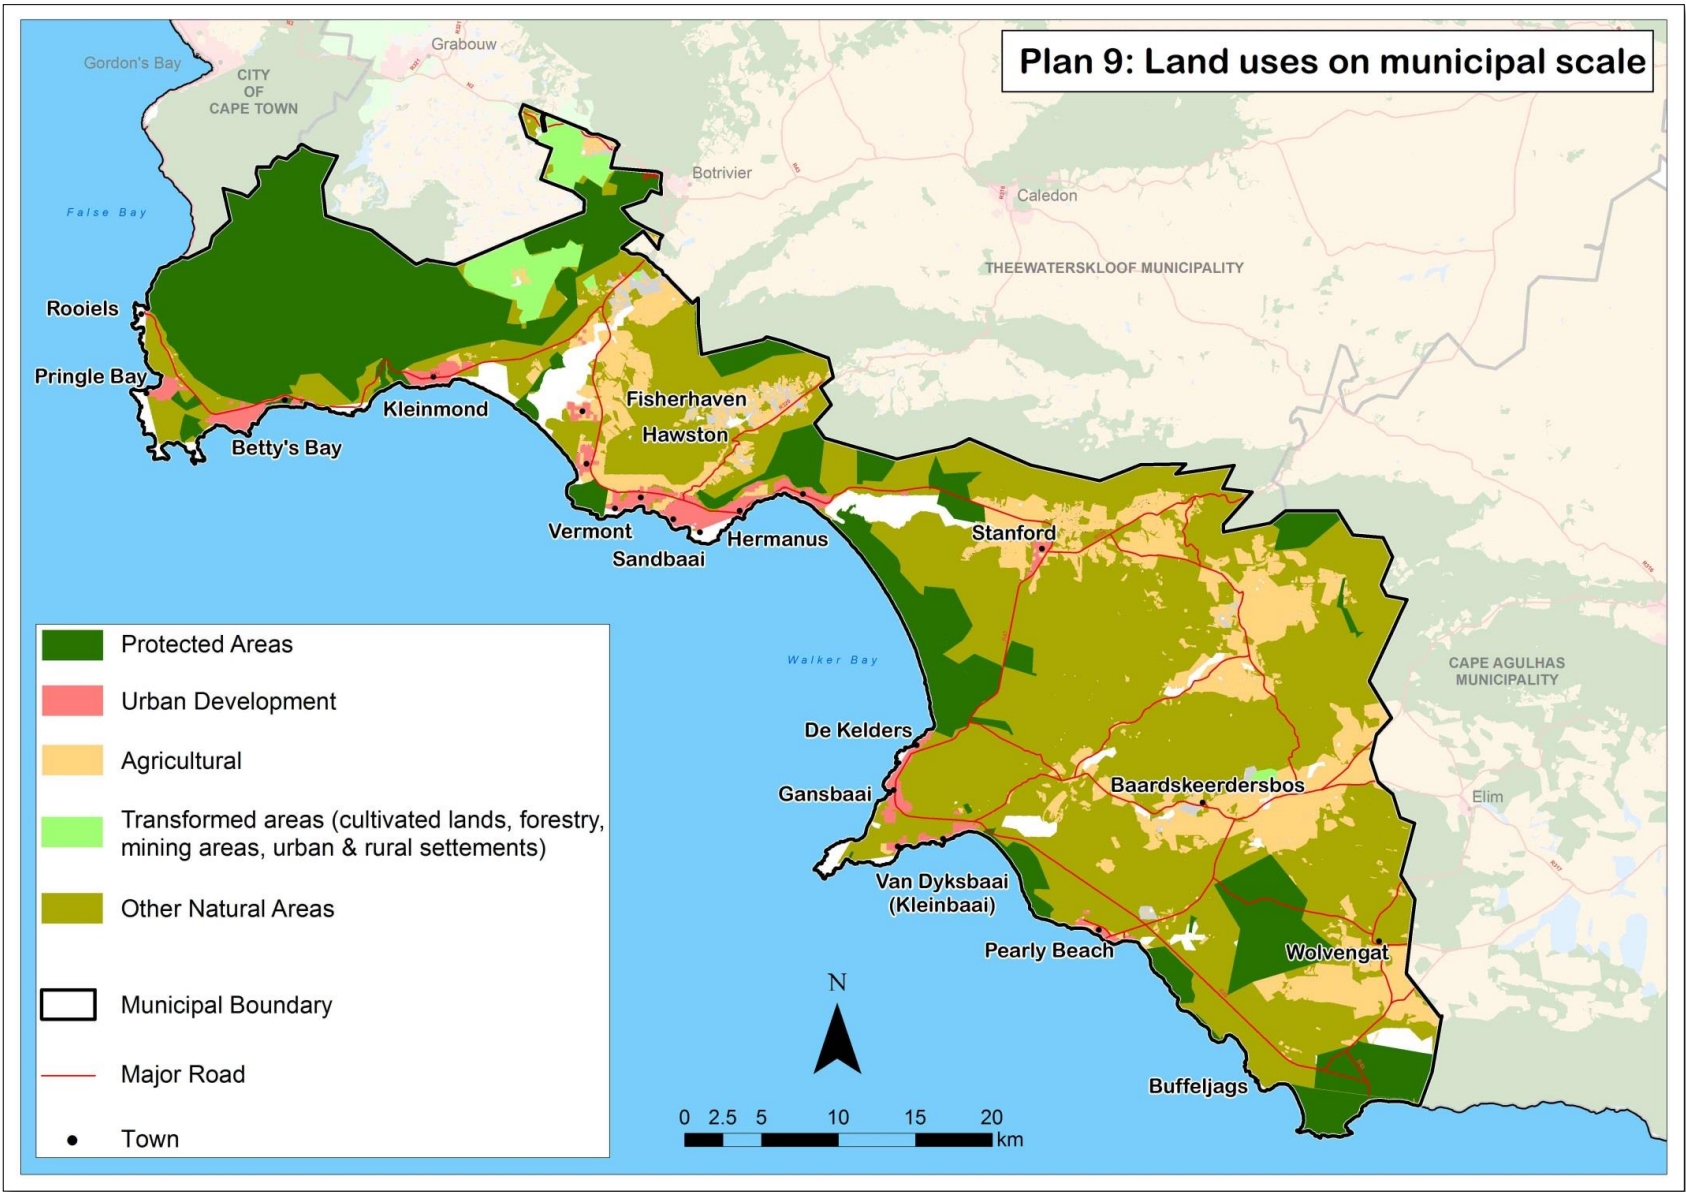 Plan 9: Land uses on municipal scale
Gordon's Bay
Grabouw
CITY
OF
CAPE TOWN
Botrivier
Caledon
False Bay
THEEWATERSKLOOF MUNICIPALITY
Rooiels
Pringle Bay
Kleinmond
Betty's Bay
Fisherhaven
Hawston
Vermont
Sandbaai
Hermanus
Stanford
Walker Bay
CAPE AGULHAS
MUNICIPALITY
De Kelders
Gansbaai
Baardskeerdersbos
Elim
Van Dyksbaai
(Kleinbaai)
Pearly Beach
Wolvengat
Buffeljags
Protected Areas
Urban Development
Agricultural
Transformed areas (cultivated lands, forestry,
mining areas, urban & rural settements)
Other Natural Areas
Municipal Boundary
Major Road
Town
N
0 2.5 5 10 15 20
km